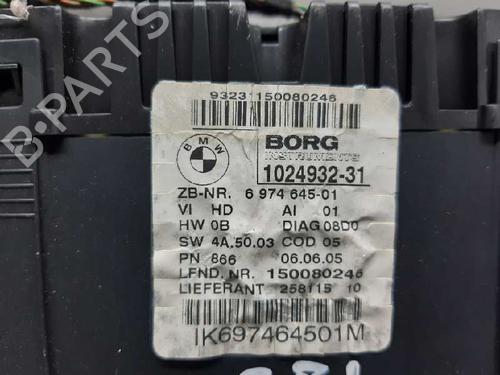 93231150080246
BMW
BORG
INSTRUMENTS
1024932-31
ZB-NR. 6 974 645-01
VI HD AI 01
HW 0B DIAG 08D0
SW 4A.50.03 COD 05
PN 866 06.06.05
LFND. NR. 150080246
LIEFERANT 258115 10
IK697464501M
B-PARTS